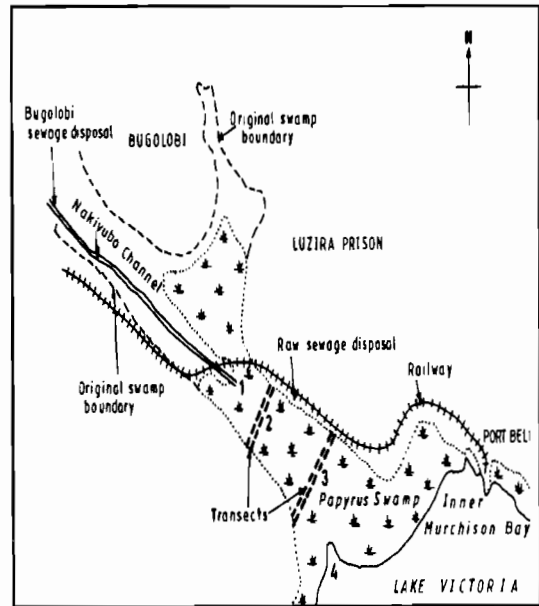 N
Bugolobi
sewage disposal
BUGOLOBI
Original swamp
boundary
Nakivubo Channel
LUZIRA PRISON
Original swamp
boundary
Raw sewage disposal
Railway
1
2
3
Transects
PORT BELL
Papyrus Swamp
Inner
Murchison Bay
4
LAKE VICTORIA